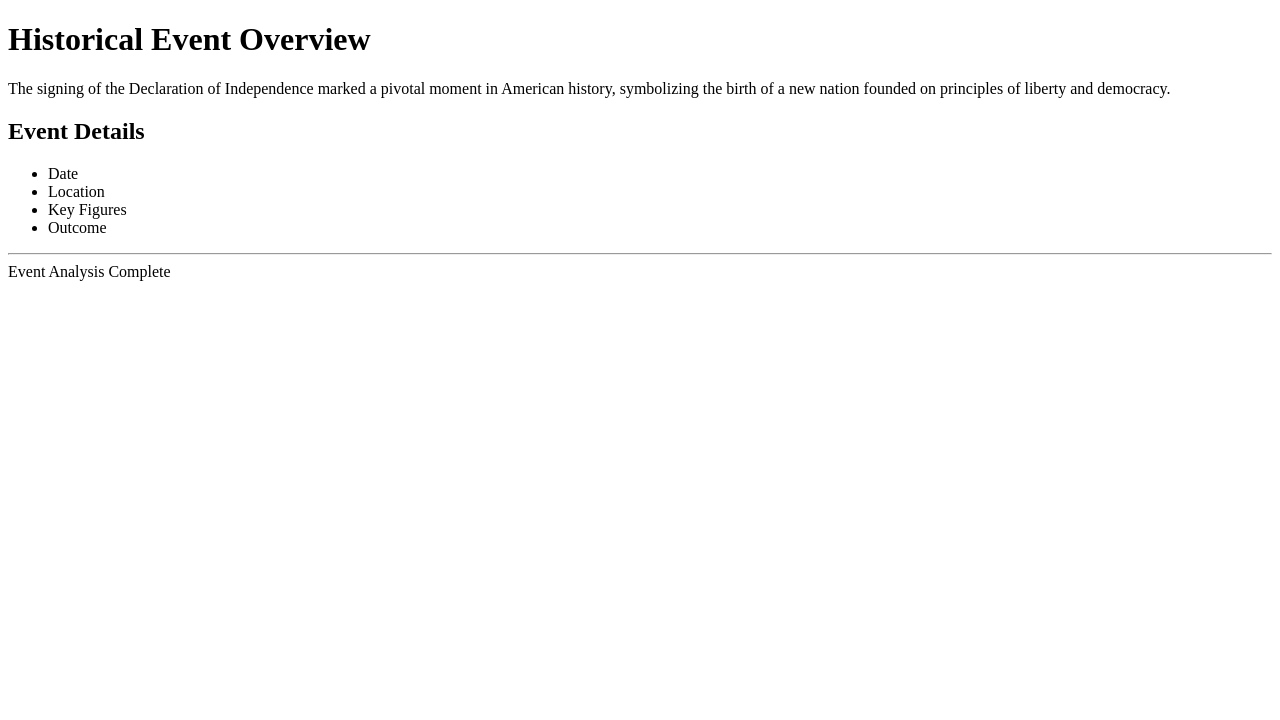 Historical Event Overview
The signing of the Declaration of Independence marked a pivotal moment in American history, symbolizing the birth of a new nation founded on principles of liberty and democracy.
Event Details
Date
Location
Key Figures
Outcome
Event Analysis Complete